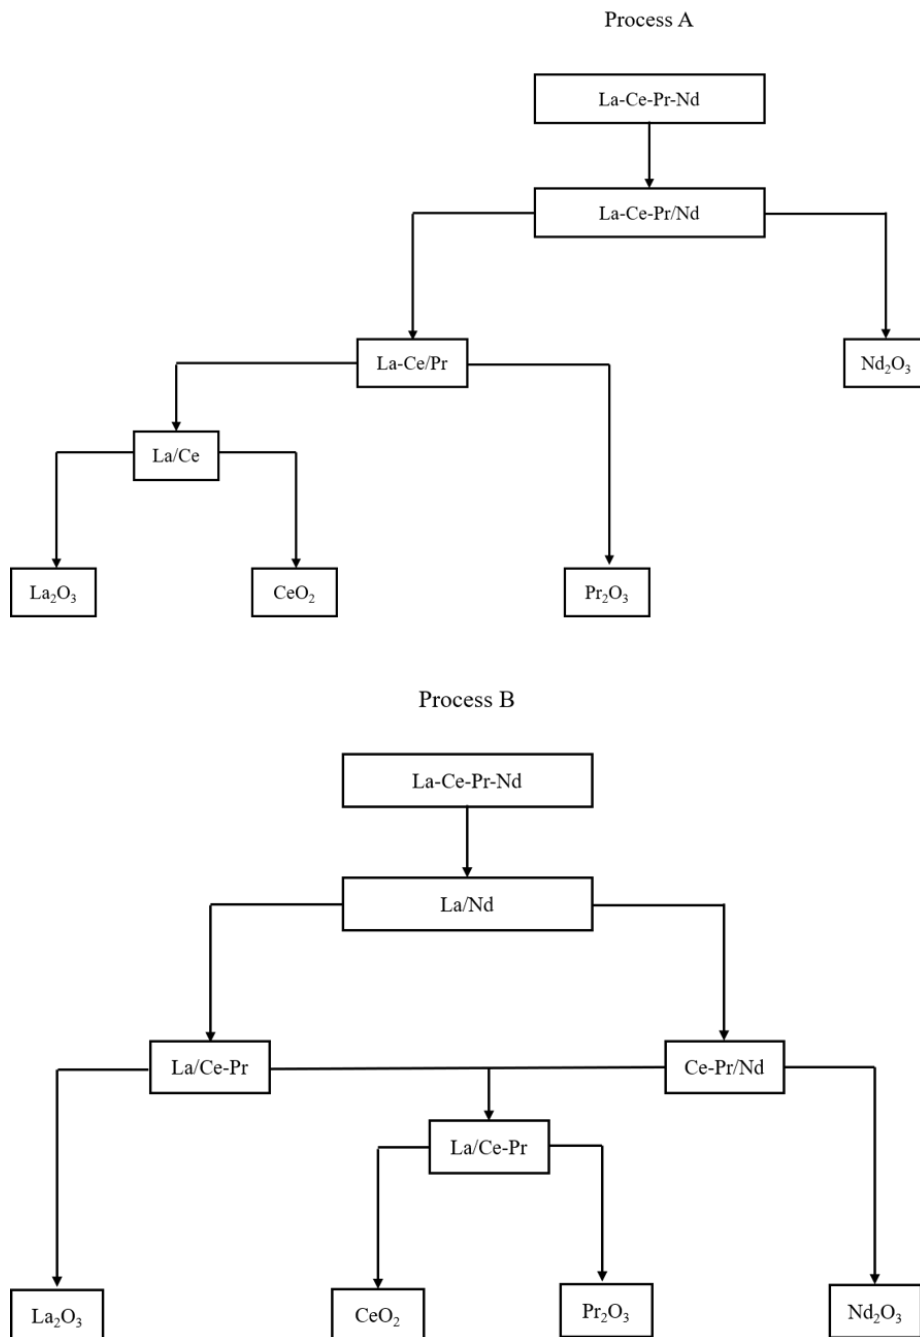 Process A
La-Ce-Pr-Nd
La-Ce-Pr/Nd
La-Ce/Pr
Nd₂O₃
La/Ce
La₂O₃
CeO₂
Pr₂O₃
Process B
La-Ce-Pr-Nd
La/Nd
La/Ce-Pr
Ce-Pr/Nd
La/Ce-Pr
La₂O₃
CeO₂
Pr₂O₃
Nd₂O₃